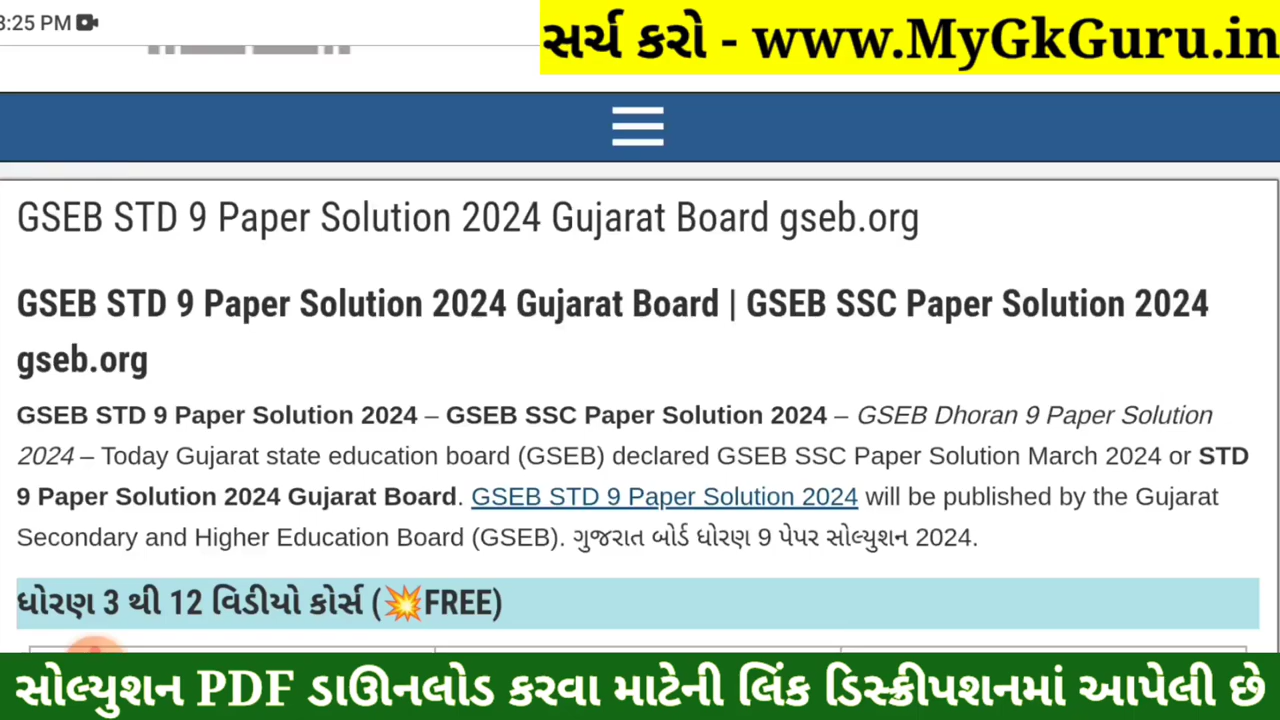 3:25 PM
સર્ચ કરો - www.MyGkGuru.in
GSEB STD 9 Paper Solution 2024 Gujarat Board gseb.org
GSEB STD 9 Paper Solution 2024 Gujarat Board | GSEB SSC Paper Solution 2024
gseb.org
GSEB STD 9 Paper Solution 2024 – GSEB SSC Paper Solution 2024 – GSEB Dhoran 9 Paper Solution
2024 – Today Gujarat state education board (GSEB) declared GSEB SSC Paper Solution March 2024 or STD
9 Paper Solution 2024 Gujarat Board. GSEB STD 9 Paper Solution 2024 will be published by the Gujarat
Secondary and Higher Education Board (GSEB). ગુજરાત બોર્ડ ધોરણ 9 પેપર સોલ્યુશન 2024.
ધોરણ 3 થી 12 વિડીયો કોર્સ (💥FREE)
સોલ્યુશન PDF ડાઊનલોડ કરવા માટેની લિંક ડિસ્ક્રીપશનમાં આપેલી છે